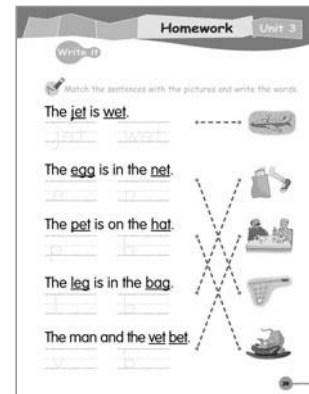 Homework Unit 3
Write it
Match the sentences with the pictures and write the words.
The jet is wet.
jet wet
The egg is in the net.
e n
The pet is on the hat.
p h
The leg is in the bag.
l b
The man and the vet bet.
v b